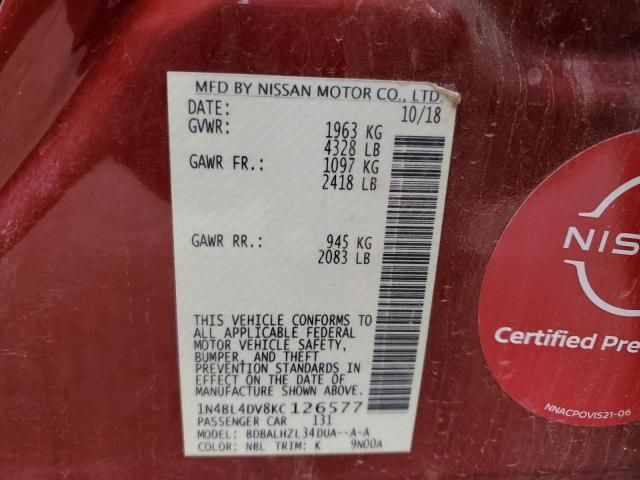 MFD BY NISSAN MOTOR CO., LTD.
DATE: 10/18
GVWR: 1963 KG
4328 LB
GAWR FR.: 1097 KG
2418 LB
GAWR RR.: 945 KG
2083 LB
THIS VEHICLE CONFORMS TO
ALL APPLICABLE FEDERAL
MOTOR VEHICLE SAFETY,
BUMPER, AND THEFT
PREVENTION STANDARDS IN
EFFECT ON THE DATE OF
MANUFACTURE SHOWN ABOVE.
1N4BL4DV8KC126577
PASSENGER CAR 131
MODEL: BDBALHZL34DUA--A-A
COLOR: NBL TRIM: K 9N00A
NIS
Certified Pre
NNACPOVIS21-06